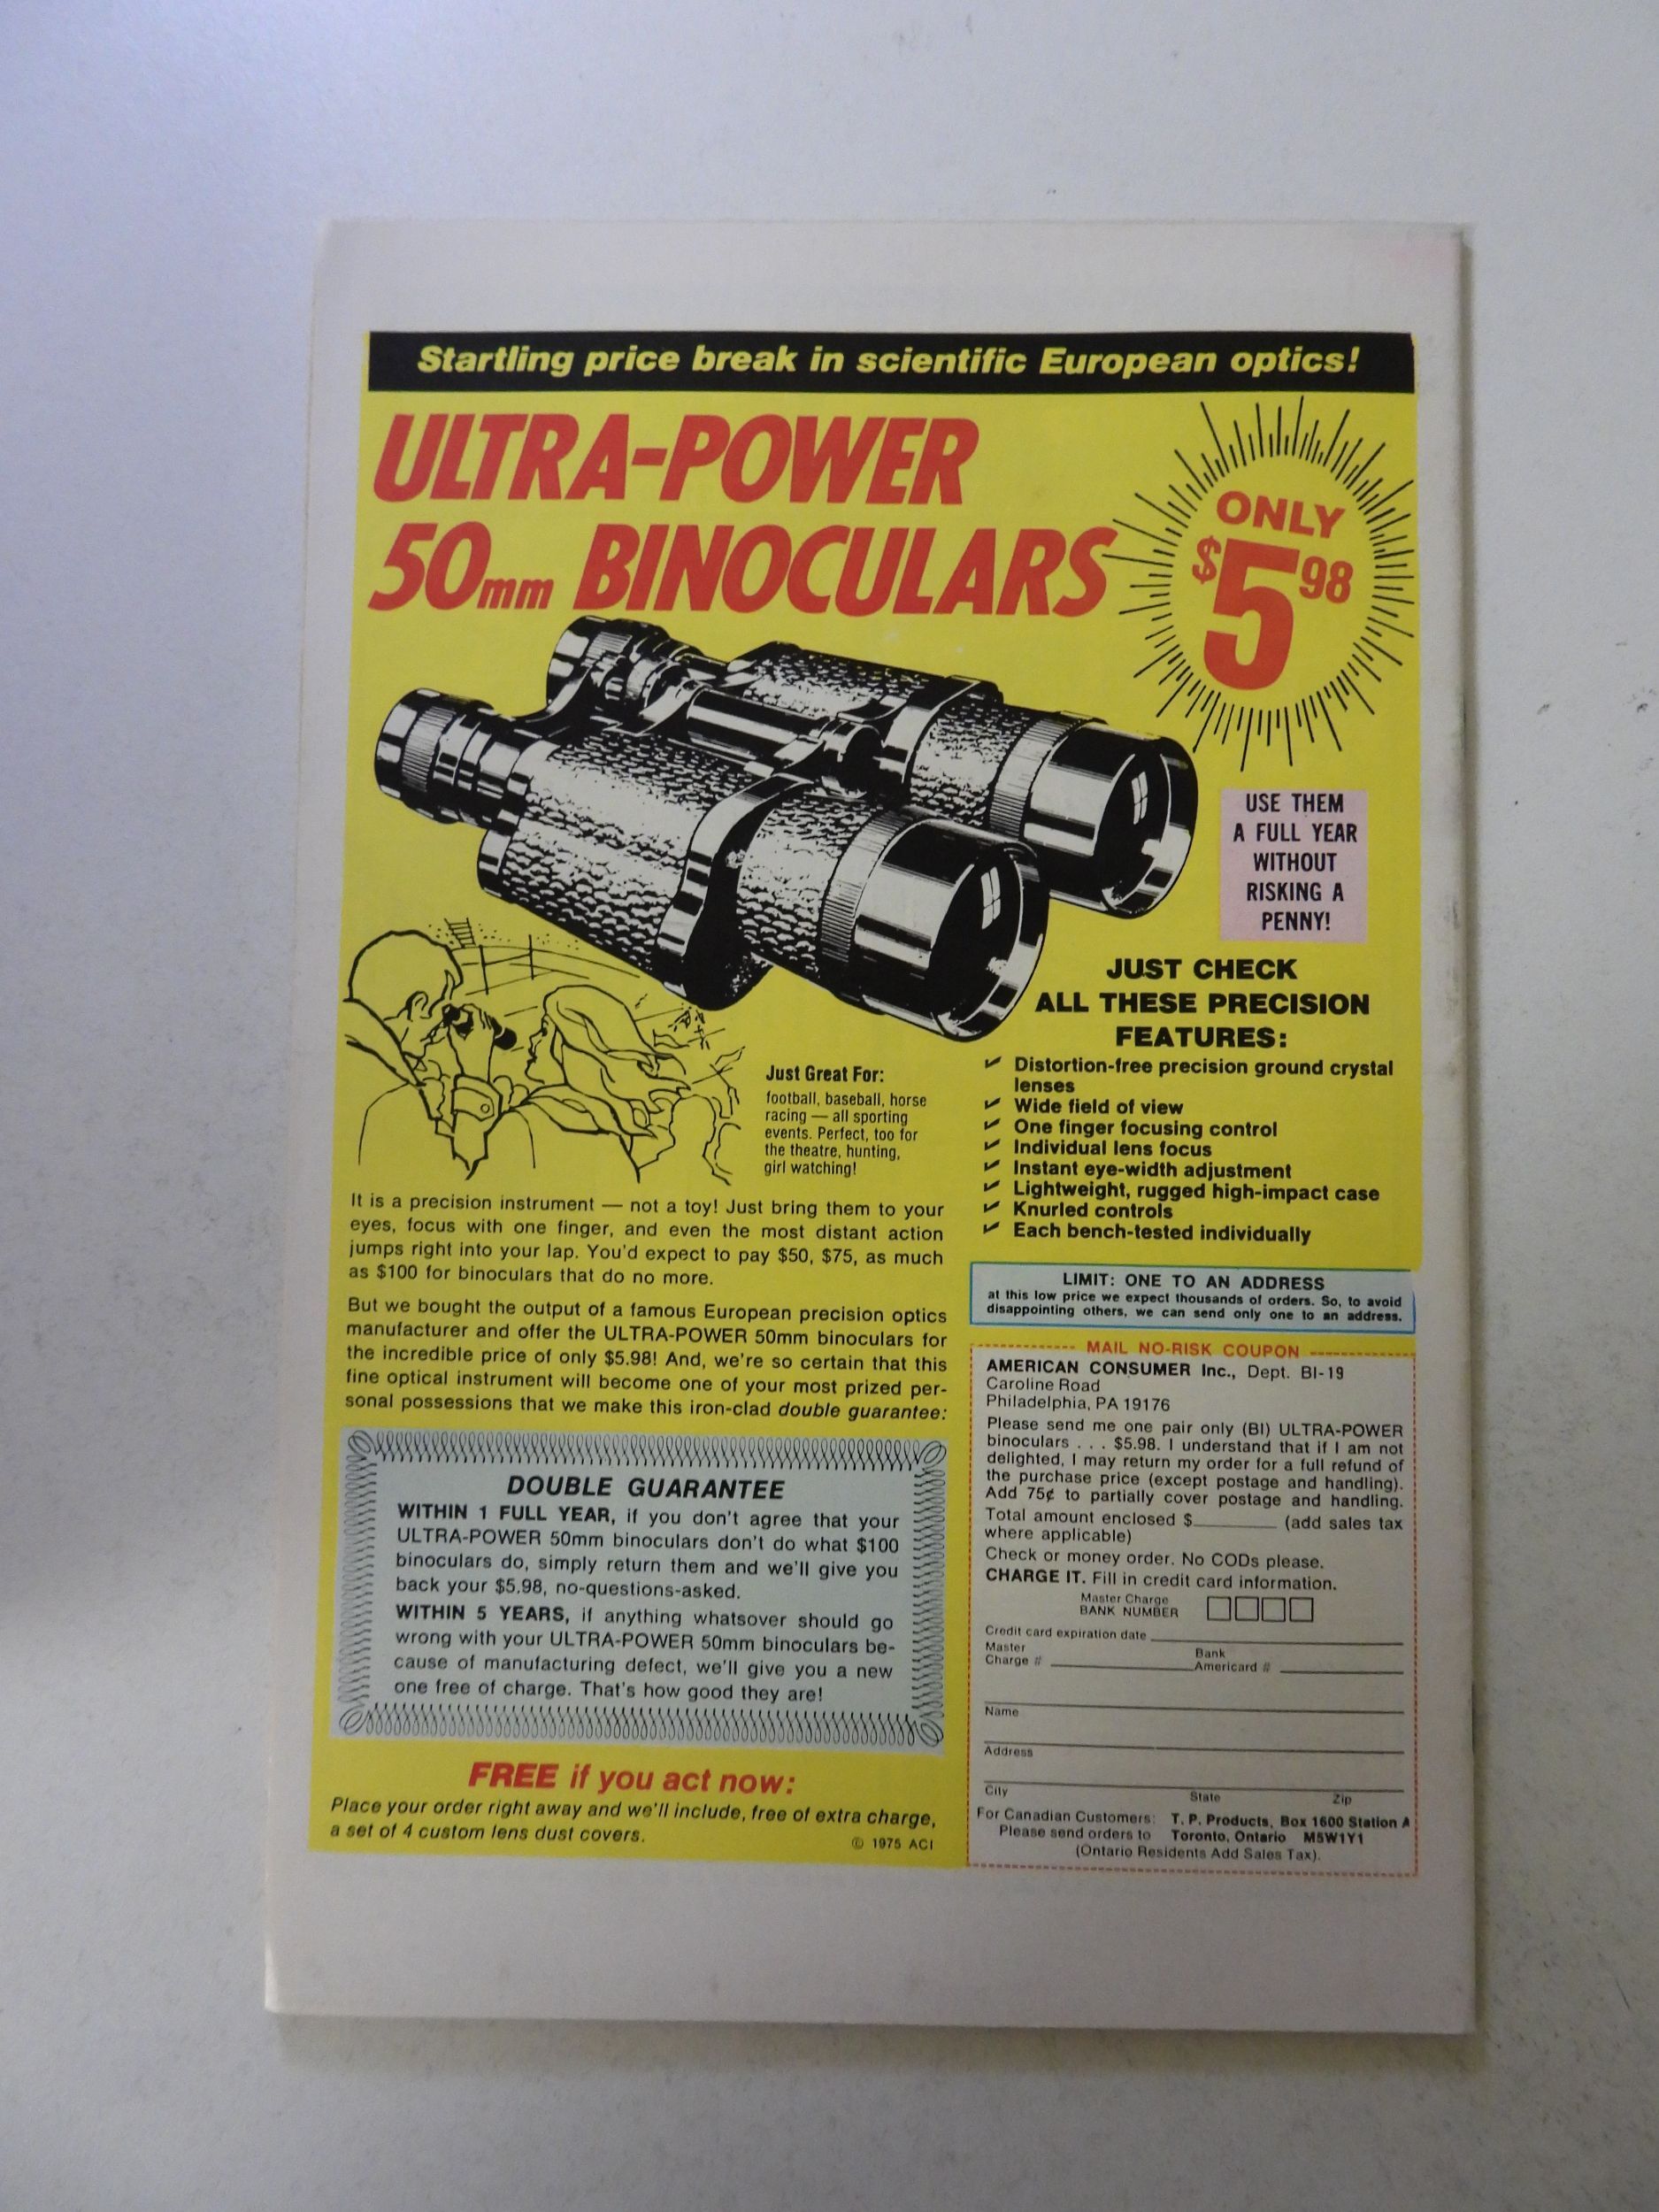 Startling price break in scientific European optics!
ULTRA-POWER
50mm BINOCULARS
ONLY
$5 98
USE THEM
A FULL YEAR
WITHOUT
RISKING A
PENNY!
JUST CHECK
ALL THESE PRECISION
FEATURES:
✓ Distortion-free precision ground crystal
lenses
✓ Wide field of view
✓ One finger focusing control
✓ Individual lens focus
✓ Instant eye-width adjustment
✓ Lightweight, rugged high-impact case
✓ Knurled controls
✓ Each bench-tested individually
Just Great For:
football, baseball, horse
racing — all sporting
events. Perfect, too for
the theatre, hunting,
girl watching!
It is a precision instrument — not a toy! Just bring them to your
eyes, focus with one finger, and even the most distant action
jumps right into your lap. You'd expect to pay $50, $75, as much
as $100 for binoculars that do no more.
But we bought the output of a famous European precision optics
manufacturer and offer the ULTRA-POWER 50mm binoculars for
the incredible price of only $5.98! And, we're so certain that this
fine optical instrument will become one of your most prized per-
sonal possessions that we make this iron-clad double guarantee:
DOUBLE GUARANTEE
WITHIN 1 FULL YEAR, if you don't agree that your
ULTRA-POWER 50mm binoculars don't do what $100
binoculars do, simply return them and we'll give you
back your $5.98, no-questions-asked.
WITHIN 5 YEARS, if anything whatsover should go
wrong with your ULTRA-POWER 50mm binoculars be-
cause of manufacturing defect, we'll give you a new
one free of charge. That's how good they are!
FREE if you act now:
Place your order right away and we'll include, free of extra charge,
a set of 4 custom lens dust covers.
© 1975 ACI
LIMIT: ONE TO AN ADDRESS
at this low price we expect thousands of orders. So, to avoid
disappointing others, we can send only one to an address.
MAIL NO-RISK COUPON
AMERICAN CONSUMER Inc., Dept. BI-19
Caroline Road
Philadelphia, PA 19176
Please send me one pair only (BI) ULTRA-POWER
binoculars . . . $5.98. I understand that if I am not
delighted, I may return my order for a full refund of
the purchase price (except postage and handling).
Add 75¢ to partially cover postage and handling.
Total amount enclosed $________ (add sales tax
where applicable)
Check or money order. No CODs please.
CHARGE IT. Fill in credit card information.
Master Charge
BANK NUMBER
Credit card expiration date
Master Bank
Charge # Americard #
Name
Address
City State Zip
For Canadian Customers: T. P. Products, Box 1600 Station A
Please send orders to Toronto, Ontario M5W1Y1
(Ontario Residents Add Sales Tax).